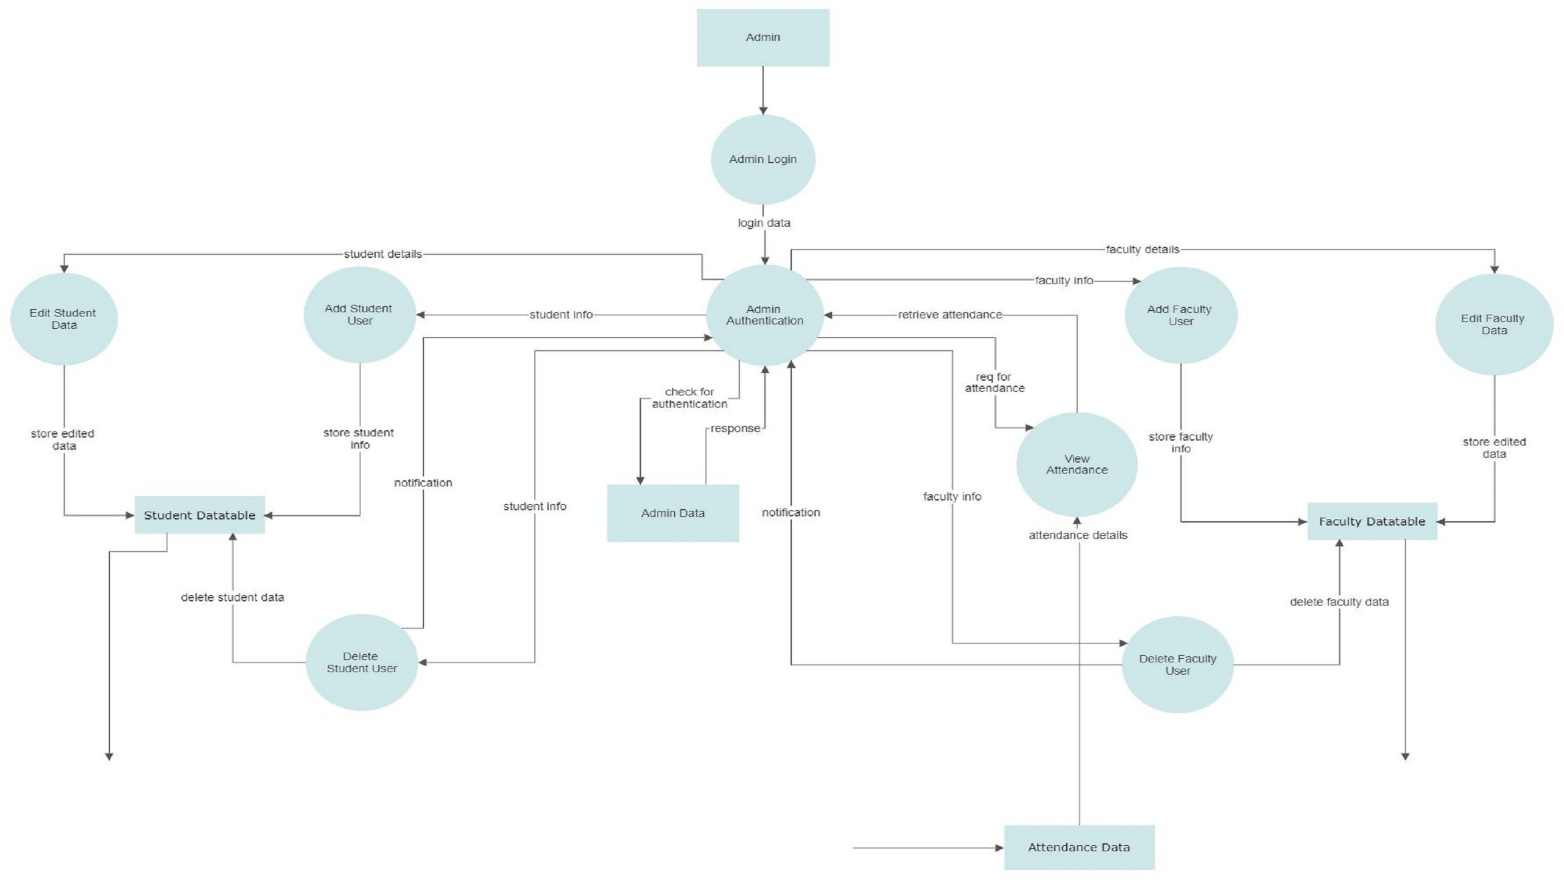 Admin
Admin Login
login data
student details
faculty details
faculty info
Edit Student
Data
Add Student
User
student info
Admin
Authentication
retrieve attendance
Add Faculty
User
Edit Faculty
Data
req for
attendance
check for
authentication
response
store edited
data
store student
info
notification
student info
Admin Data
faculty info
notification
View
Attendance
attendance details
store faculty
info
store edited
data
Student Datatable
Faculty Datatable
delete student data
delete faculty data
Delete
Student User
Delete Faculty
User
Attendance Data